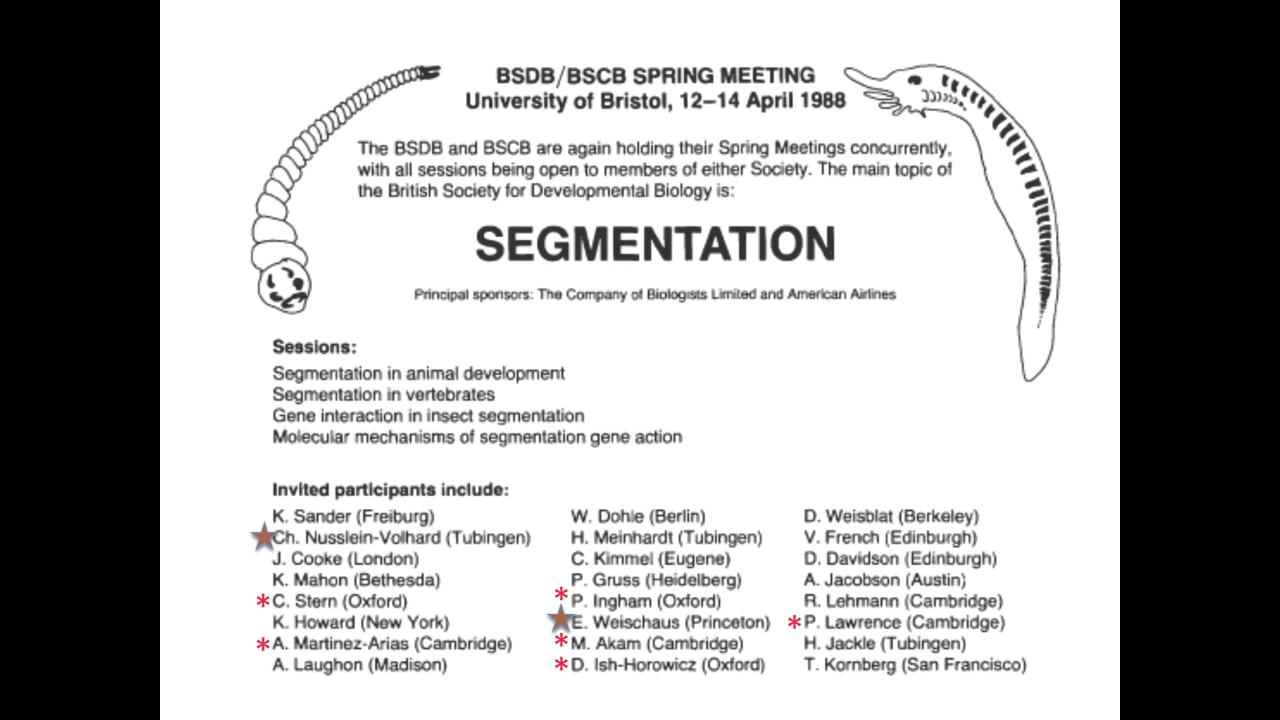 BSDB/BSCB SPRING MEETING
University of Bristol, 12–14 April 1988
The BSDB and BSCB are again holding their Spring Meetings concurrently,
with all sessions being open to members of either Society. The main topic of
the British Society for Developmental Biology is:
SEGMENTATION
Principal sponsors: The Company of Biologists Limited and American Airlines
Sessions:
Segmentation in animal development
Segmentation in vertebrates
Gene interaction in insect segmentation
Molecular mechanisms of segmentation gene action
Invited participants include:
K. Sander (Freiburg)
Ch. Nusslein-Volhard (Tubingen)
J. Cooke (London)
K. Mahon (Bethesda)
* C. Stern (Oxford)
K. Howard (New York)
* A. Martinez-Arias (Cambridge)
A. Laughon (Madison)
W. Dohle (Berlin)
H. Meinhardt (Tubingen)
C. Kimmel (Eugene)
P. Gruss (Heidelberg)
* P. Ingham (Oxford)
E. Weischaus (Princeton)
* M. Akam (Cambridge)
* D. Ish-Horowicz (Oxford)
D. Weisblat (Berkeley)
V. French (Edinburgh)
D. Davidson (Edinburgh)
A. Jacobson (Austin)
R. Lehmann (Cambridge)
* P. Lawrence (Cambridge)
H. Jackle (Tubingen)
T. Kornberg (San Francisco)